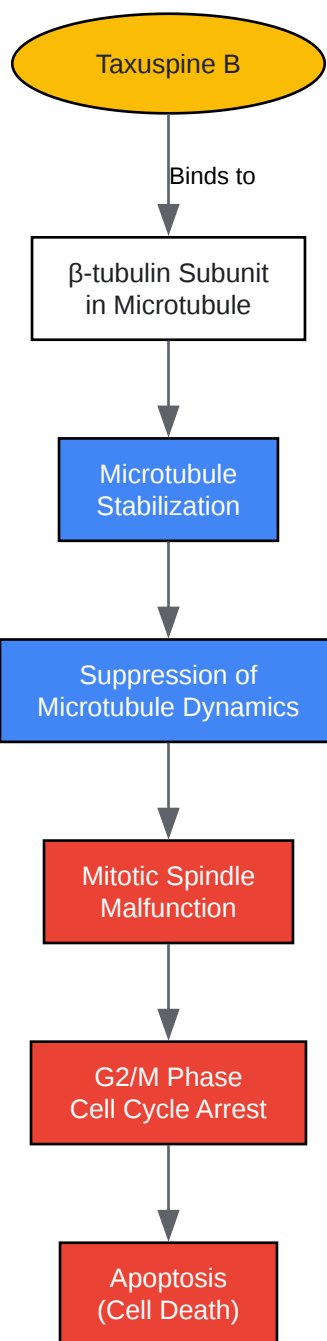 Taxuspine B
Binds to
β-tubulin Subunit
in Microtubule
Microtubule
Stabilization
Suppression of
Microtubule Dynamics
Mitotic Spindle
Malfunction
G2/M Phase
Cell Cycle Arrest
Apoptosis
(Cell Death)